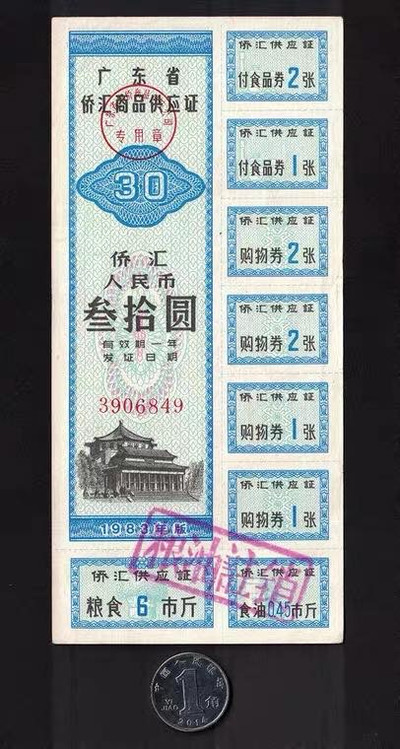 广东省
侨汇商品供应证
专用章
30
侨汇
人民币
叁拾圆
有效期一年
发证日期
3906849
1983年版
侨汇供应证
付食品券2张
侨汇供应证
付食品券1张
侨汇供应证
购物券2张
侨汇供应证
购物券2张
侨汇供应证
购物券1张
侨汇供应证
购物券1张
侨汇供应证
粮食6市斤
侨汇供应证
食油0.45市斤
中国人民银行
1角
YI JIAO
2014